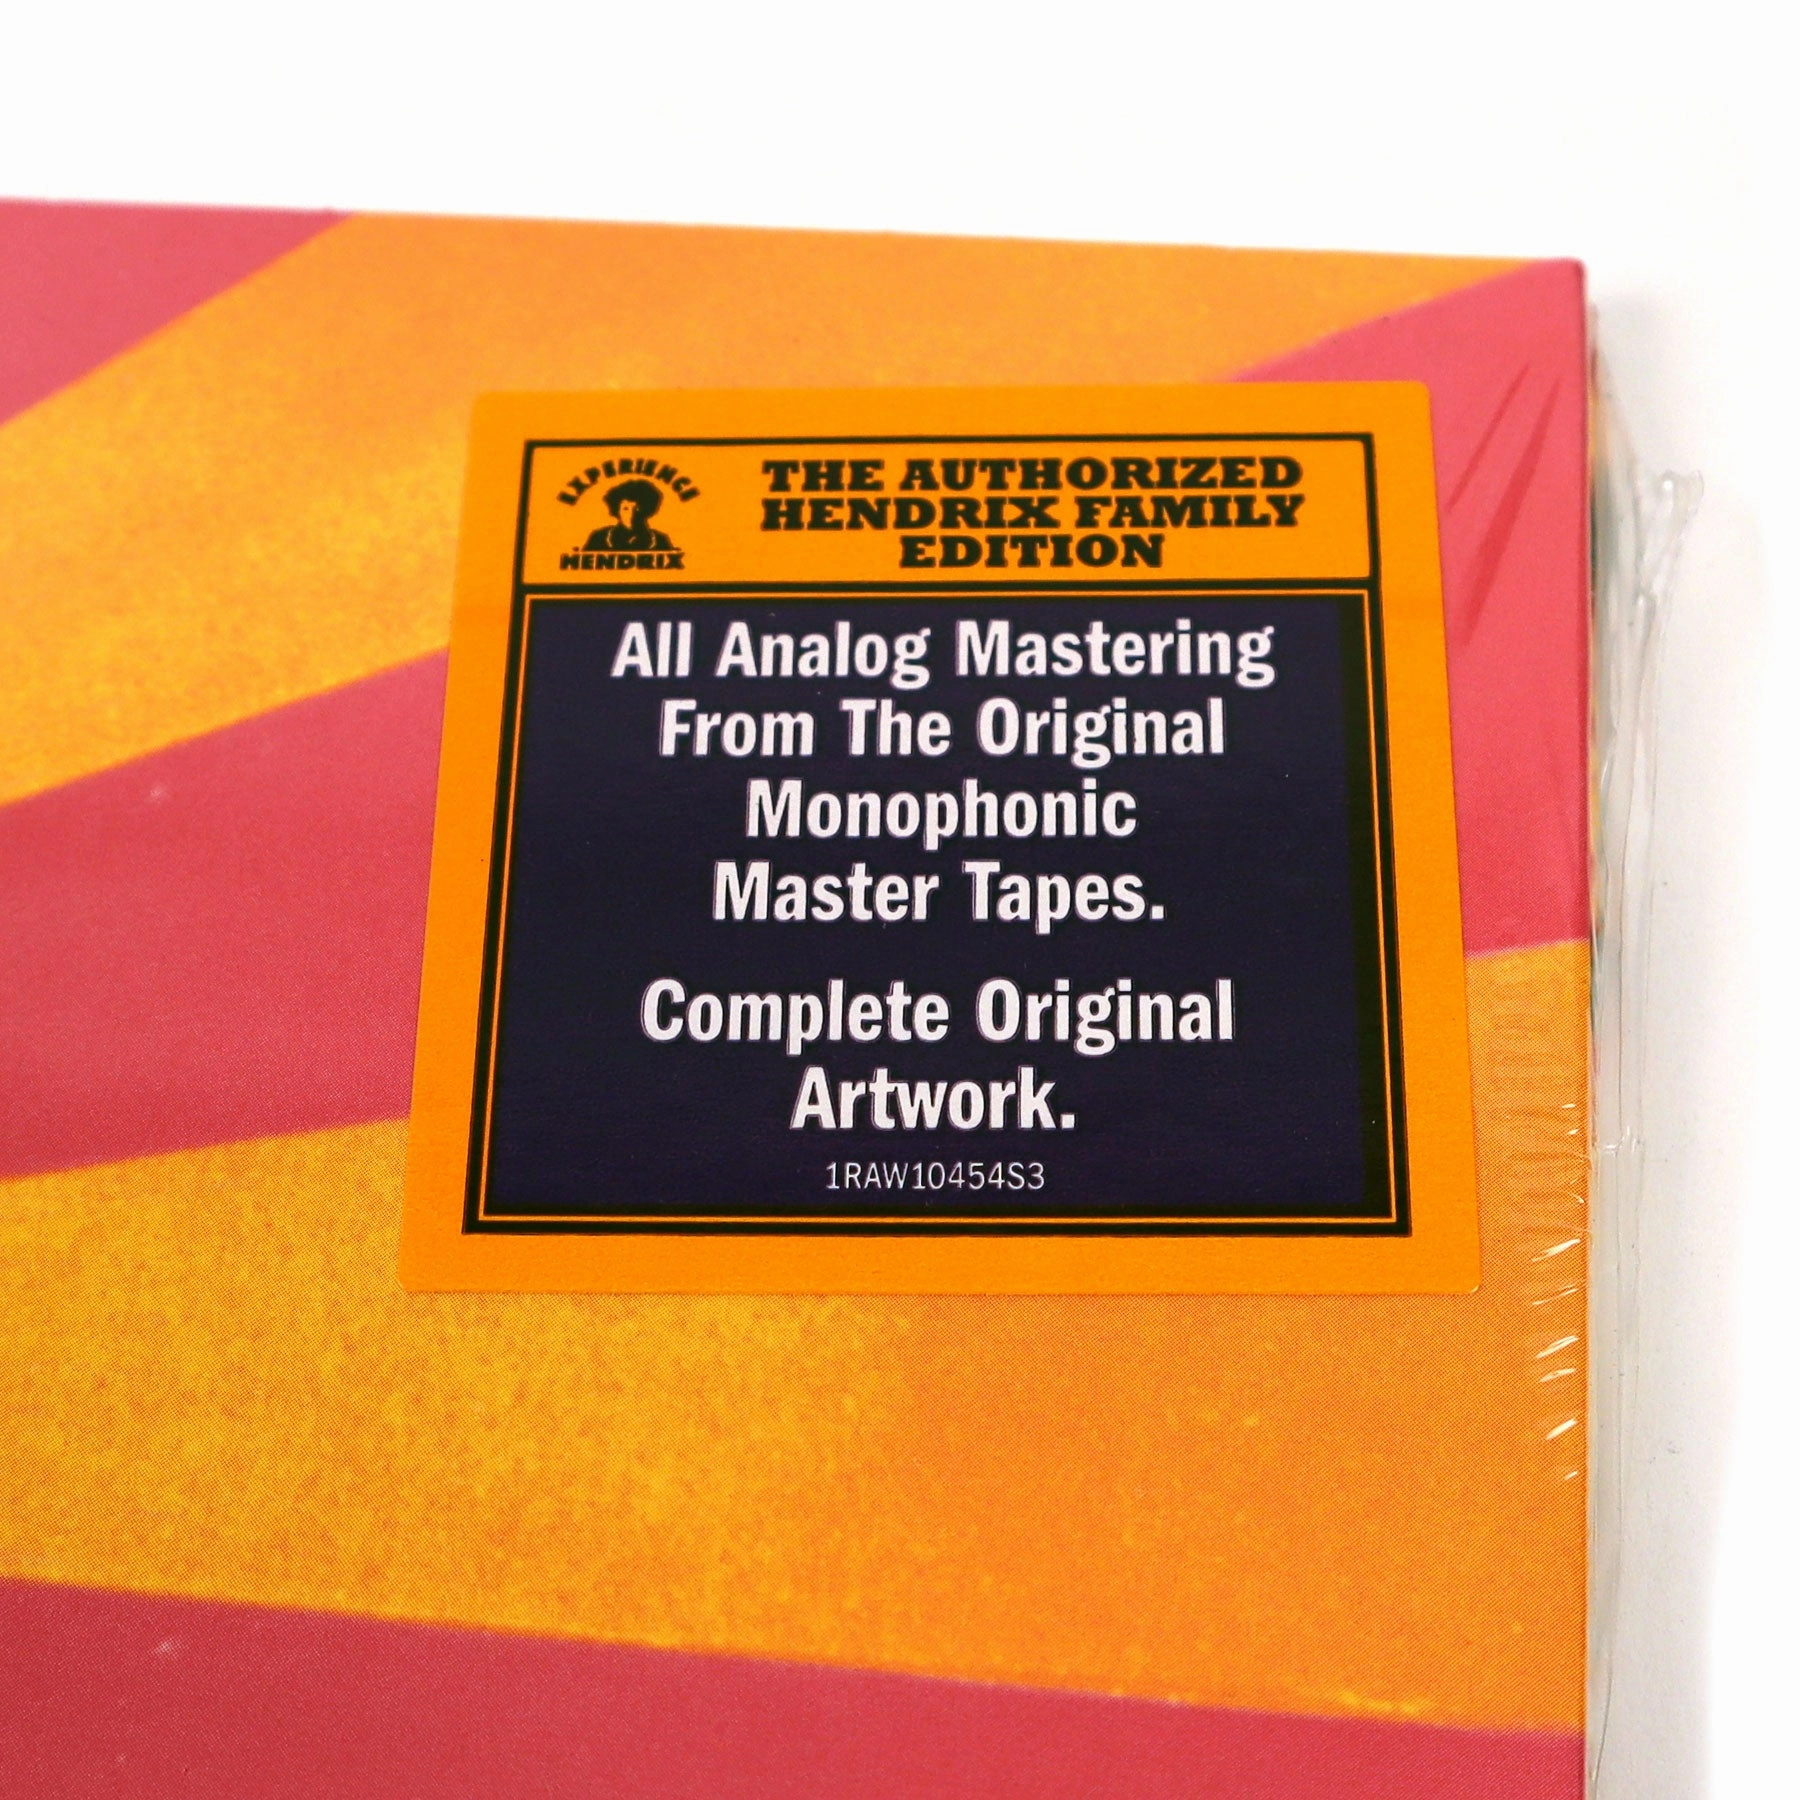 EXPERIENCE
HENDRIX
THE AUTHORIZED
HENDRIX FAMILY
EDITION
All Analog Mastering
From The Original
Monophonic
Master Tapes.
Complete Original
Artwork.
1RAW10454S3